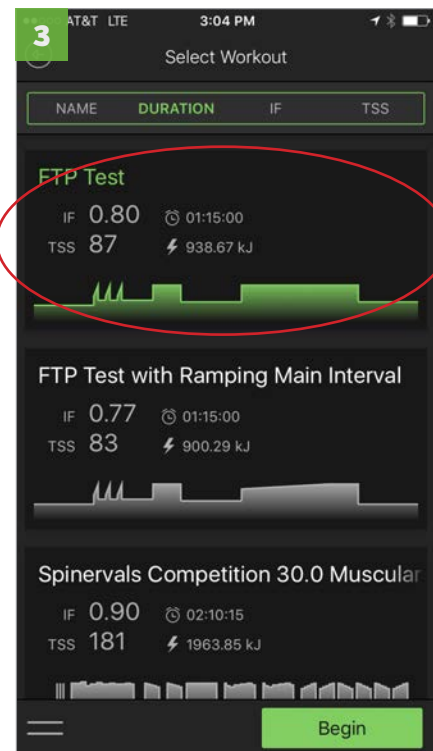 3
AT&T LTE 3:04 PM
Select Workout
NAME DURATION IF TSS
FTP Test
IF 0.80 01:15:00
TSS 87 938.67 kJ
FTP Test with Ramping Main Interval
IF 0.77 01:15:00
TSS 83 900.29 kJ
Spinervals Competition 30.0 Muscular
IF 0.90 02:10:15
TSS 181 1963.85 kJ
Begin